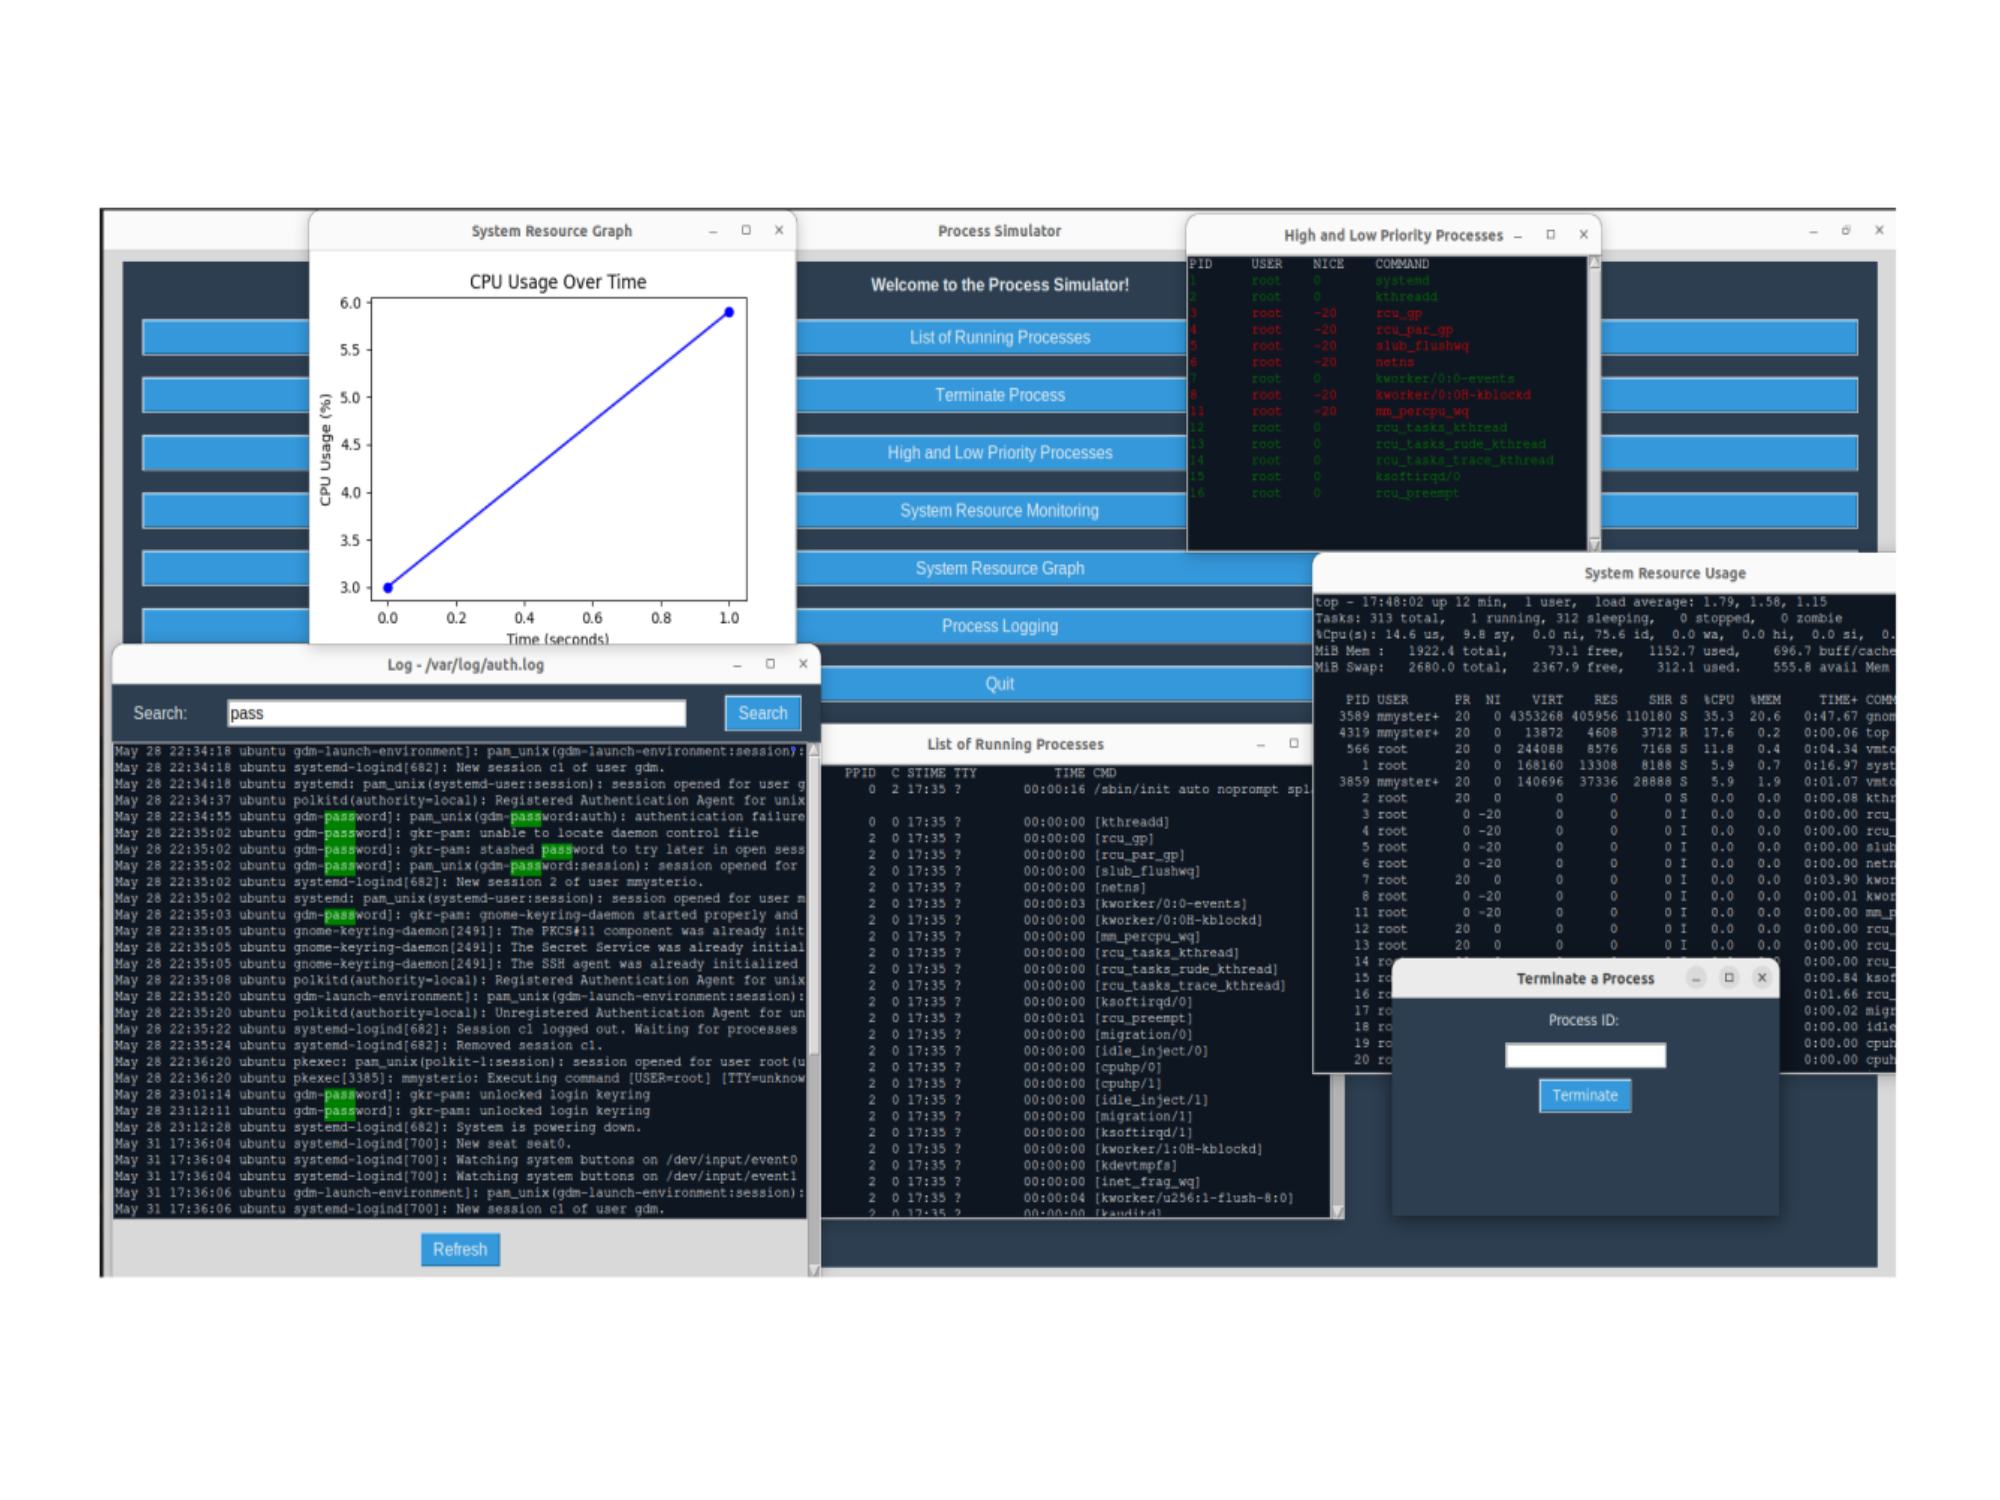 System Resource Graph
CPU Usage Over Time
CPU Usage (%)
6.0
5.5
5.0
4.5
4.0
3.5
3.0
0.0 0.2 0.4 0.6 0.8 1.0
Time (seconds)
Process Simulator
Welcome to the Process Simulator!
List of Running Processes
Terminate Process
High and Low Priority Processes
System Resource Monitoring
System Resource Graph
Process Logging
Quit
High and Low Priority Processes
PID USER NICE COMMAND
1 root 0 systemd
2 root 0 kthreadd
3 root -20 rcu_gp
4 root -20 rcu_par_gp
5 root -20 slub_flushwq
6 root -20 netns
7 root 0 kworker/0:0-events
8 root -20 kworker/0:0H-kblockd
11 root -20 mm_percpu_wq
12 root 0 rcu_tasks_kthread
13 root 0 rcu_tasks_rude_kthread
14 root 0 rcu_tasks_trace_kthread
15 root 0 ksoftirqd/0
16 root 0 rcu_preempt
System Resource Usage
top - 17:48:02 up 12 min, 1 user, load average: 1.79, 1.58, 1.15
Tasks: 313 total, 1 running, 312 sleeping, 0 stopped, 0 zombie
%Cpu(s): 14.6 us, 9.8 sy, 0.0 ni, 75.6 id, 0.0 wa, 0.0 hi, 0.0 si, 0.
MiB Mem : 1922.4 total, 73.1 free, 1152.7 used, 696.7 buff/cache
MiB Swap: 2680.0 total, 2367.9 free, 312.1 used. 555.8 avail Mem
PID USER PR NI VIRT RES SHR S %CPU %MEM TIME+ COMM
3589 mmyster+ 20 0 4353268 405956 110180 S 35.3 20.6 0:47.67 gnom
4319 mmyster+ 20 0 13872 4608 3712 R 17.6 0.2 0:00.06 top
566 root 20 0 244088 8576 7168 S 11.8 0.4 0:04.34 vmto
1 root 20 0 168160 13308 8188 S 5.9 0.7 0:16.97 syst
3859 mmyster+ 20 0 140696 37336 28888 S 5.9 1.9 0:01.07 vmto
2 root 20 0 0 0 0 S 0.0 0.0 0:00.08 kthr
3 root 0 -20 0 0 0 I 0.0 0.0 0:00.00 rcu_
4 root 0 -20 0 0 0 I 0.0 0.0 0:00.00 rcu_
5 root 0 -20 0 0 0 I 0.0 0.0 0:00.00 slub
6 root 0 -20 0 0 0 I 0.0 0.0 0:00.00 netn
7 root 20 0 0 0 0 I 0.0 0.0 0:03.90 kwor
8 root 0 -20 0 0 0 I 0.0 0.0 0:00.01 kwor
11 root 0 -20 0 0 0 I 0.0 0.0 0:00.00 mm_p
12 root 20 0 0 0 0 I 0.0 0.0 0:00.00 rcu_
13 root 20 0 0 0 0 I 0.0 0.0 0:00.00 rcu_
14 root 0:00.00 rcu_
15 ro 0:00.84 ksof
16 ro 0:01.66 rcu_
17 ro 0:00.02 migr
18 ro 0:00.00 idle
19 ro 0:00.00 cpuh
20 ro 0:00.00 cpuh
Terminate a Process
Process ID:
Terminate
Log - /var/log/auth.log
Search: pass Search
May 28 22:34:18 ubuntu gdm-launch-environment]: pam_unix(gdm-launch-environment:session):
May 28 22:34:18 ubuntu systemd-logind[682]: New session c1 of user gdm.
May 28 22:34:18 ubuntu systemd: pam_unix(systemd-user:session): session opened for user g
May 28 22:34:37 ubuntu polkitd(authority=local): Registered Authentication Agent for unix
May 28 22:34:55 ubuntu gdm-password]: pam_unix(gdm-password:auth): authentication failure
May 28 22:35:02 ubuntu gdm-password]: gkr-pam: unable to locate daemon control file
May 28 22:35:02 ubuntu gdm-password]: gkr-pam: stashed password to try later in open sess
May 28 22:35:02 ubuntu gdm-password]: pam_unix(gdm-password:session): session opened for
May 28 22:35:02 ubuntu systemd-logind[682]: New session 2 of user mmysterio.
May 28 22:35:02 ubuntu systemd: pam_unix(systemd-user:session): session opened for user m
May 28 22:35:03 ubuntu gdm-password]: gkr-pam: gnome-keyring-daemon started properly and
May 28 22:35:05 ubuntu gnome-keyring-daemon[2491]: The PKCS#11 component was already init
May 28 22:35:05 ubuntu gnome-keyring-daemon[2491]: The Secret Service was already initial
May 28 22:35:05 ubuntu gnome-keyring-daemon[2491]: The SSH agent was already initialized
May 28 22:35:08 ubuntu polkitd(authority=local): Registered Authentication Agent for unix
May 28 22:35:20 ubuntu gdm-launch-environment]: pam_unix(gdm-launch-environment:session):
May 28 22:35:20 ubuntu polkitd(authority=local): Unregistered Authentication Agent for un
May 28 22:35:22 ubuntu systemd-logind[682]: Session c1 logged out. Waiting for processes
May 28 22:35:24 ubuntu systemd-logind[682]: Removed session c1.
May 28 22:36:20 ubuntu pkexec: pam_unix(polkit-1:session): session opened for user root(u
May 28 22:36:20 ubuntu pkexec[3385]: mmysterio: Executing command [USER=root] [TTY=unknow
May 28 23:01:14 ubuntu gdm-password]: gkr-pam: unlocked login keyring
May 28 23:12:11 ubuntu gdm-password]: gkr-pam: unlocked login keyring
May 28 23:12:28 ubuntu systemd-logind[682]: System is powering down.
May 31 17:36:04 ubuntu systemd-logind[700]: New seat seat0.
May 31 17:36:04 ubuntu systemd-logind[700]: Watching system buttons on /dev/input/event0
May 31 17:36:04 ubuntu systemd-logind[700]: Watching system buttons on /dev/input/event1
May 31 17:36:06 ubuntu gdm-launch-environment]: pam_unix(gdm-launch-environment:session):
May 31 17:36:06 ubuntu systemd-logind[700]: New session c1 of user gdm.
Refresh
List of Running Processes
PPID C STIME TTY TIME CMD
0 2 17:35 ? 00:00:16 /sbin/init auto noprompt spl
0 0 17:35 ? 00:00:00 [kthreadd]
2 0 17:35 ? 00:00:00 [rcu_gp]
2 0 17:35 ? 00:00:00 [rcu_par_gp]
2 0 17:35 ? 00:00:00 [slub_flushwq]
2 0 17:35 ? 00:00:00 [netns]
2 0 17:35 ? 00:00:03 [kworker/0:0-events]
2 0 17:35 ? 00:00:00 [kworker/0:0H-kblockd]
2 0 17:35 ? 00:00:00 [mm_percpu_wq]
2 0 17:35 ? 00:00:00 [rcu_tasks_kthread]
2 0 17:35 ? 00:00:00 [rcu_tasks_rude_kthread]
2 0 17:35 ? 00:00:00 [rcu_tasks_trace_kthread]
2 0 17:35 ? 00:00:00 [ksoftirqd/0]
2 0 17:35 ? 00:00:01 [rcu_preempt]
2 0 17:35 ? 00:00:00 [migration/0]
2 0 17:35 ? 00:00:00 [idle_inject/0]
2 0 17:35 ? 00:00:00 [cpuhp/0]
2 0 17:35 ? 00:00:00 [cpuhp/1]
2 0 17:35 ? 00:00:00 [idle_inject/1]
2 0 17:35 ? 00:00:00 [migration/1]
2 0 17:35 ? 00:00:00 [ksoftirqd/1]
2 0 17:35 ? 00:00:00 [kworker/1:0H-kblockd]
2 0 17:35 ? 00:00:00 [kdevtmpfs]
2 0 17:35 ? 00:00:00 [inet_frag_wq]
2 0 17:35 ? 00:00:04 [kworker/u256:1-flush-8:0]
2 0 17:35 ? 00:00:00 [kauditd]